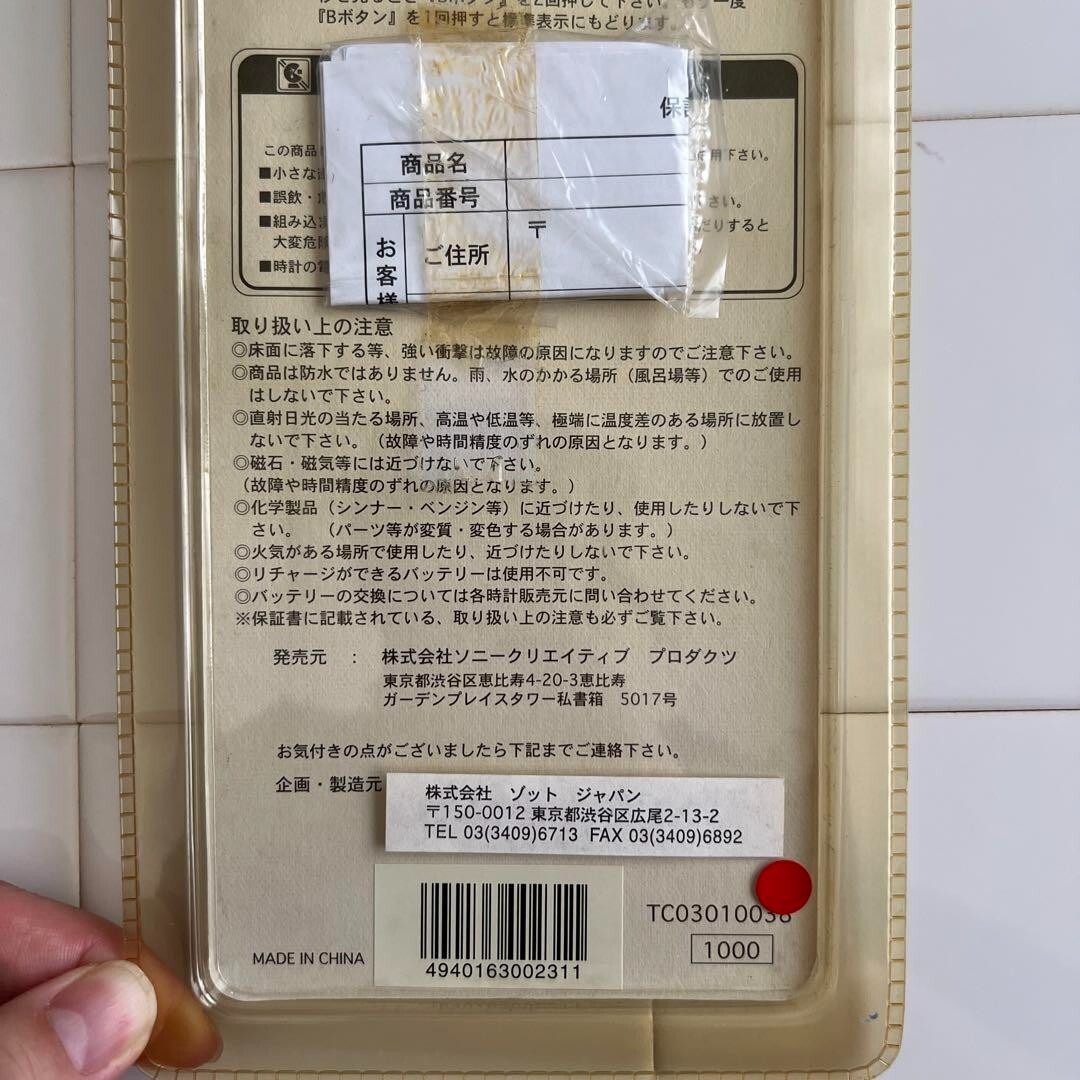 『Bボタン』を1回押すと標準表示にもどります。
保
この商品
用下さい。
商品名
■小さな
■誤飲・
さい。
商品番号
■組み込
だりすると
大変危険
〒
お客様
ご住所
■時計の電
取り扱い上の注意
◎床面に落下する等、強い衝撃は故障の原因になりますのでご注意下さい。
◎商品は防水ではありません。雨、水のかかる場所（風呂場等）でのご使用
はしないで下さい。
◎直射日光の当たる場所、高温や低温等、極端に温度差のある場所に放置し
ないで下さい。（故障や時間精度のずれの原因となります。）
◎磁石・磁気等には近づけないで下さい。
（故障や時間精度のずれの原因となります。）
◎化学製品（シンナー・ベンジン等）に近づけたり、使用したりしないで下
さい。 （パーツ等が変質・変色する場合があります。）
◎火気がある場所で使用したり、近づけたりしないで下さい。
◎リチャージができるバッテリーは使用不可です。
◎バッテリーの交換については各時計販売元に問い合わせてください。
※保証書に記載されている、取り扱い上の注意も必ずご覧下さい。
発売元 ： 株式会社ソニークリエイティブ プロダクツ
東京都渋谷区恵比寿4-20-3恵比寿
ガーデンプレイスタワー私書箱 5017号
お気付きの点がございましたら下記までご連絡下さい。
企画・製造元
株式会社 ゾット ジャパン
〒150-0012 東京都渋谷区広尾2-13-2
TEL 03(3409)6713 FAX 03(3409)6892
TC03010038
1000
MADE IN CHINA
4940163002311